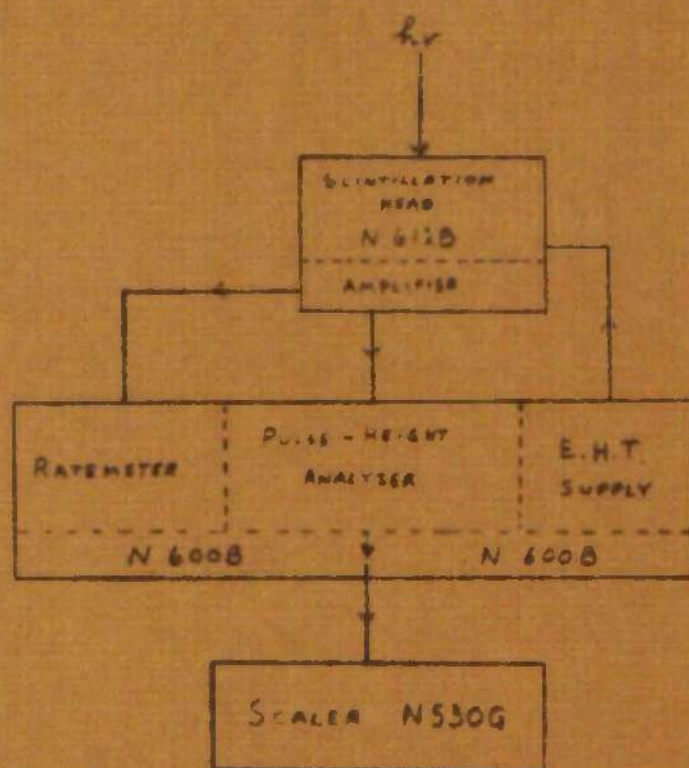 hν
SCINTILLATION
HEAD
N 612B
AMPLIFIER
RATEMETER
PULSE-HEIGHT
ANALYSER
E.H.T.
SUPPLY
N 600B
N 600B
SCALER N530G